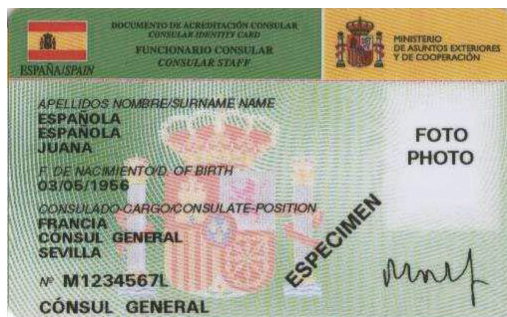 DOCUMENTO DE ACREDITACIÓN CONSULAR
CONSULAR IDENTITY CARD
FUNCIONARIO CONSULAR
CONSULAR STAFF
ESPAÑA/SPAIN
MINISTERIO
DE ASUNTOS EXTERIORES
Y DE COOPERACIÓN
APELLIDOS NOMBRE/SURNAME NAME
ESPAÑOLA
ESPAÑOLA
JUANA
F. DE NACIMIENTO/D. OF BIRTH
03/05/1956
CONSULADO-CARGO/CONSULATE-POSITION
FRANCIA
CONSUL GENERAL
SEVILLA
Nº M1234567L
CÓNSUL GENERAL
FOTO
PHOTO
ESPECIMEN